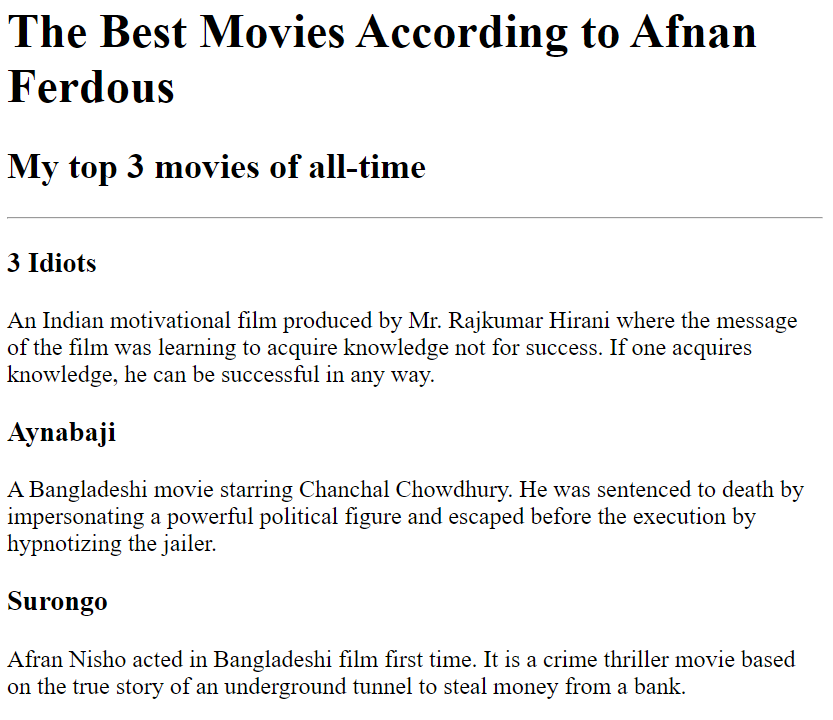 The Best Movies According to Afnan
Ferdous
My top 3 movies of all-time
3 Idiots
An Indian motivational film produced by Mr. Rajkumar Hirani where the message
of the film was learning to acquire knowledge not for success. If one acquires
knowledge, he can be successful in any way.
Aynabaji
A Bangladeshi movie starring Chanchal Chowdhury. He was sentenced to death by
impersonating a powerful political figure and escaped before the execution by
hypnotizing the jailer.
Surongo
Afran Nisho acted in Bangladeshi film first time. It is a crime thriller movie based
on the true story of an underground tunnel to steal money from a bank.